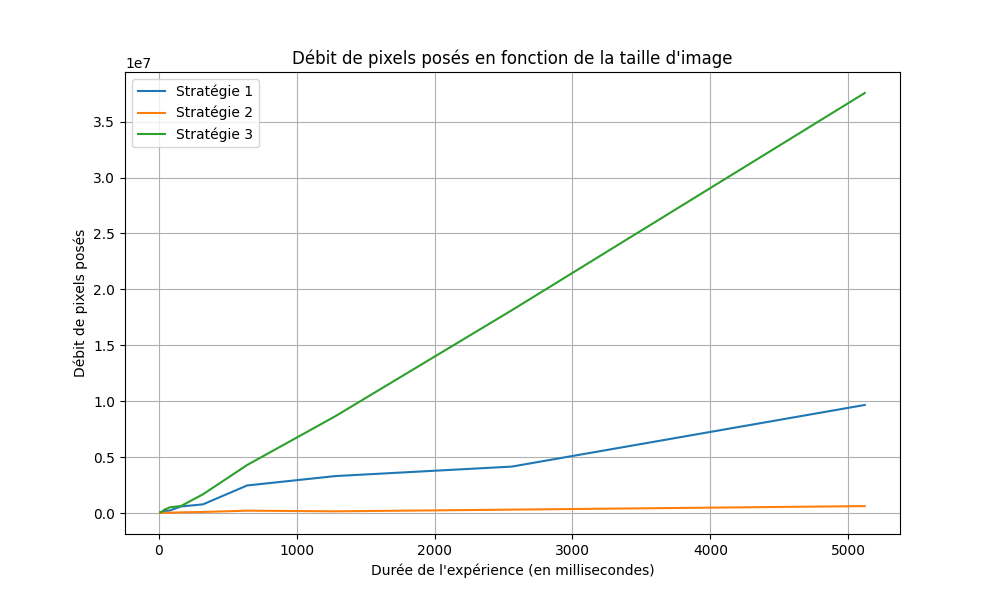 Débit de pixels posés en fonction de la taille d'image
1e7
Stratégie 1
Stratégie 2
Stratégie 3
3.5
3.0
2.5
2.0
1.5
1.0
0.5
0.0
Débit de pixels posés
0 1000 2000 3000 4000 5000
Durée de l'expérience (en millisecondes)